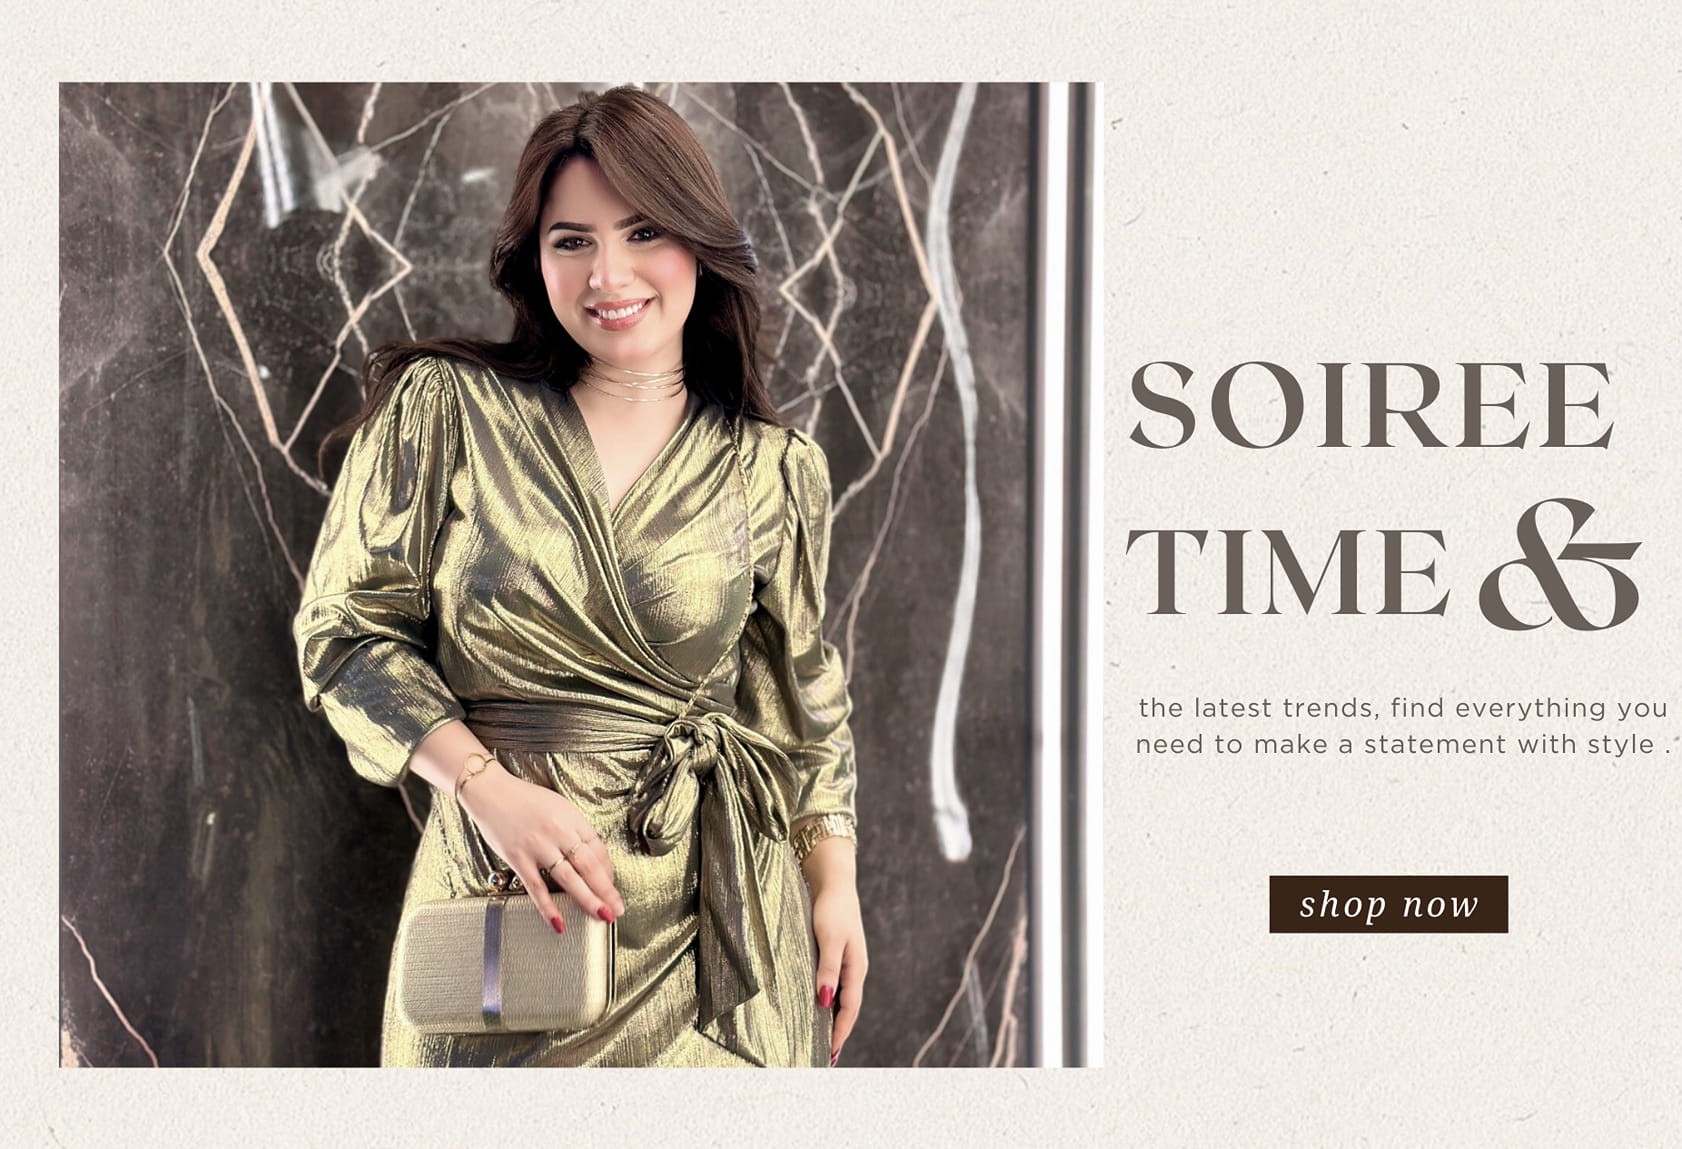 SOIREE
TIME &
the latest trends, find everything you
need to make a statement with style .
shop now